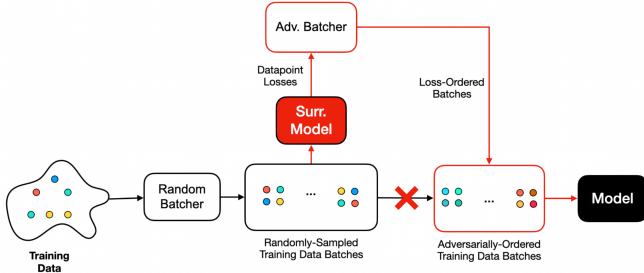 Adv. Batcher
Datapoint
Losses
Loss-Ordered
Batches
Surr.
Model
Random
Batcher
...
...
Model
Training
Data
Randomly-Sampled
Training Data Batches
Adversarially-Ordered
Training Data Batches